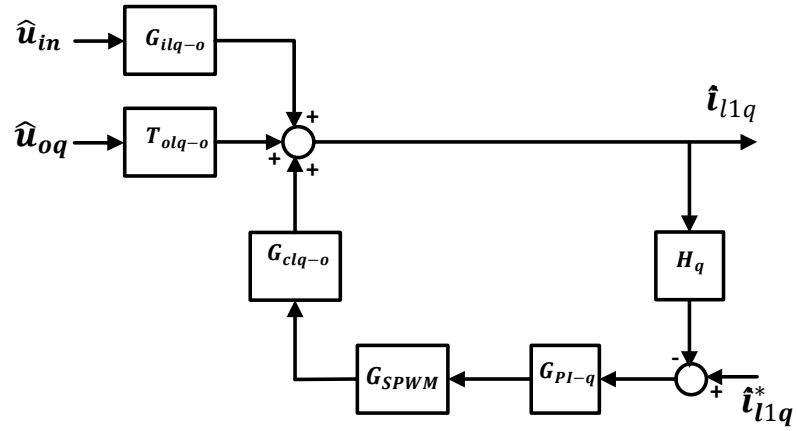 û_in
G_ilq-o
î_l1q
û_oq
T_olq-o
+
+
+
G_clq-o
H_q
-
G_SPWM
G_PI-q
+
î*_l1q